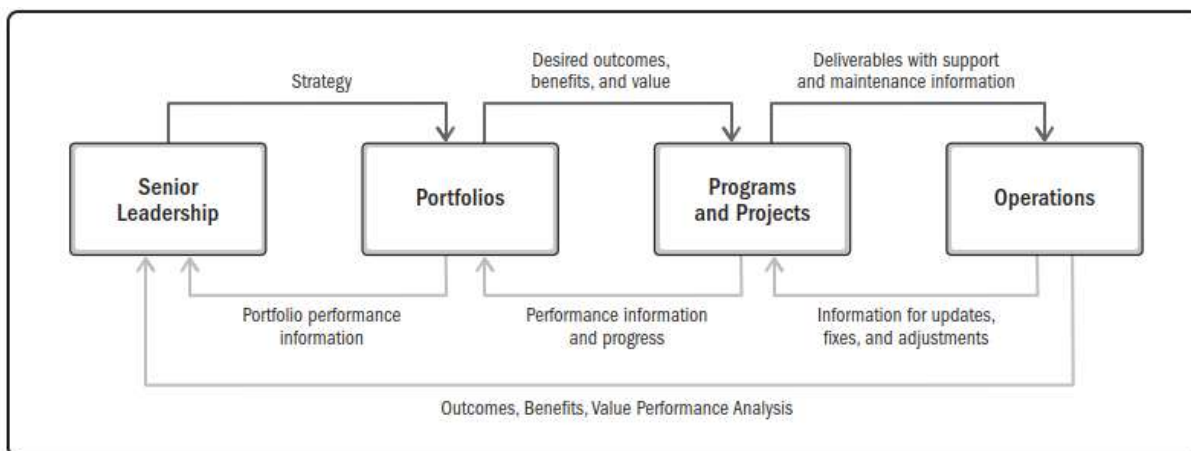 Strategy
Desired outcomes,
benefits, and value
Deliverables with support
and maintenance information
Senior
Leadership
Portfolios
Programs
and Projects
Operations
Portfolio performance
information
Performance information
and progress
Information for updates,
fixes, and adjustments
Outcomes, Benefits, Value Performance Analysis